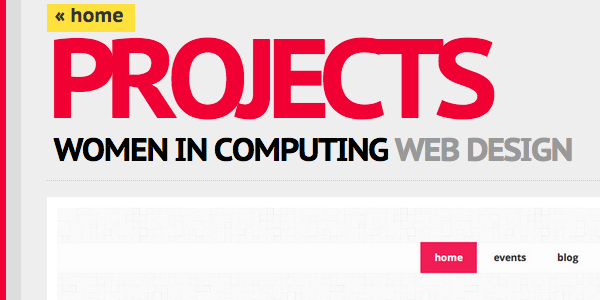 « home
PROJECTS
WOMEN IN COMPUTING WEB DESIGN
home events blog